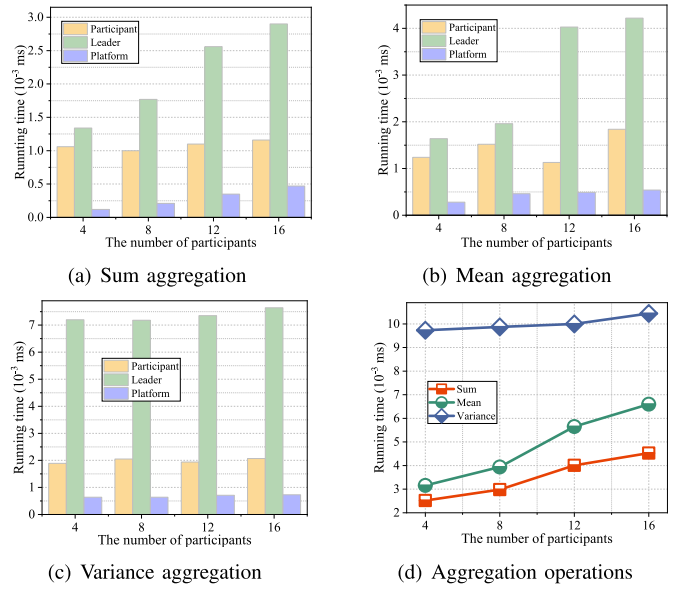 3.0
2.5
2.0
1.5
1.0
0.5
0.0
Runnting time (10⁻³ ms)
Participant
Leader
Platform
4 8 12 16
The number of participants
(a) Sum aggregation
4
3
2
1
0
Running time (10⁻³ ms)
Participant
Leader
Platform
4 8 12 16
The number of participants
(b) Mean aggregation
7
6
5
4
3
2
1
0
Running time (10⁻³ ms)
Participant
Leader
Platform
4 8 12 16
The number of participants
(c) Variance aggregation
10
9
8
7
6
5
4
3
2
Running time (10⁻³ ms)
Sum
Mean
Variance
4 8 12 16
The number of participants
(d) Aggregation operations